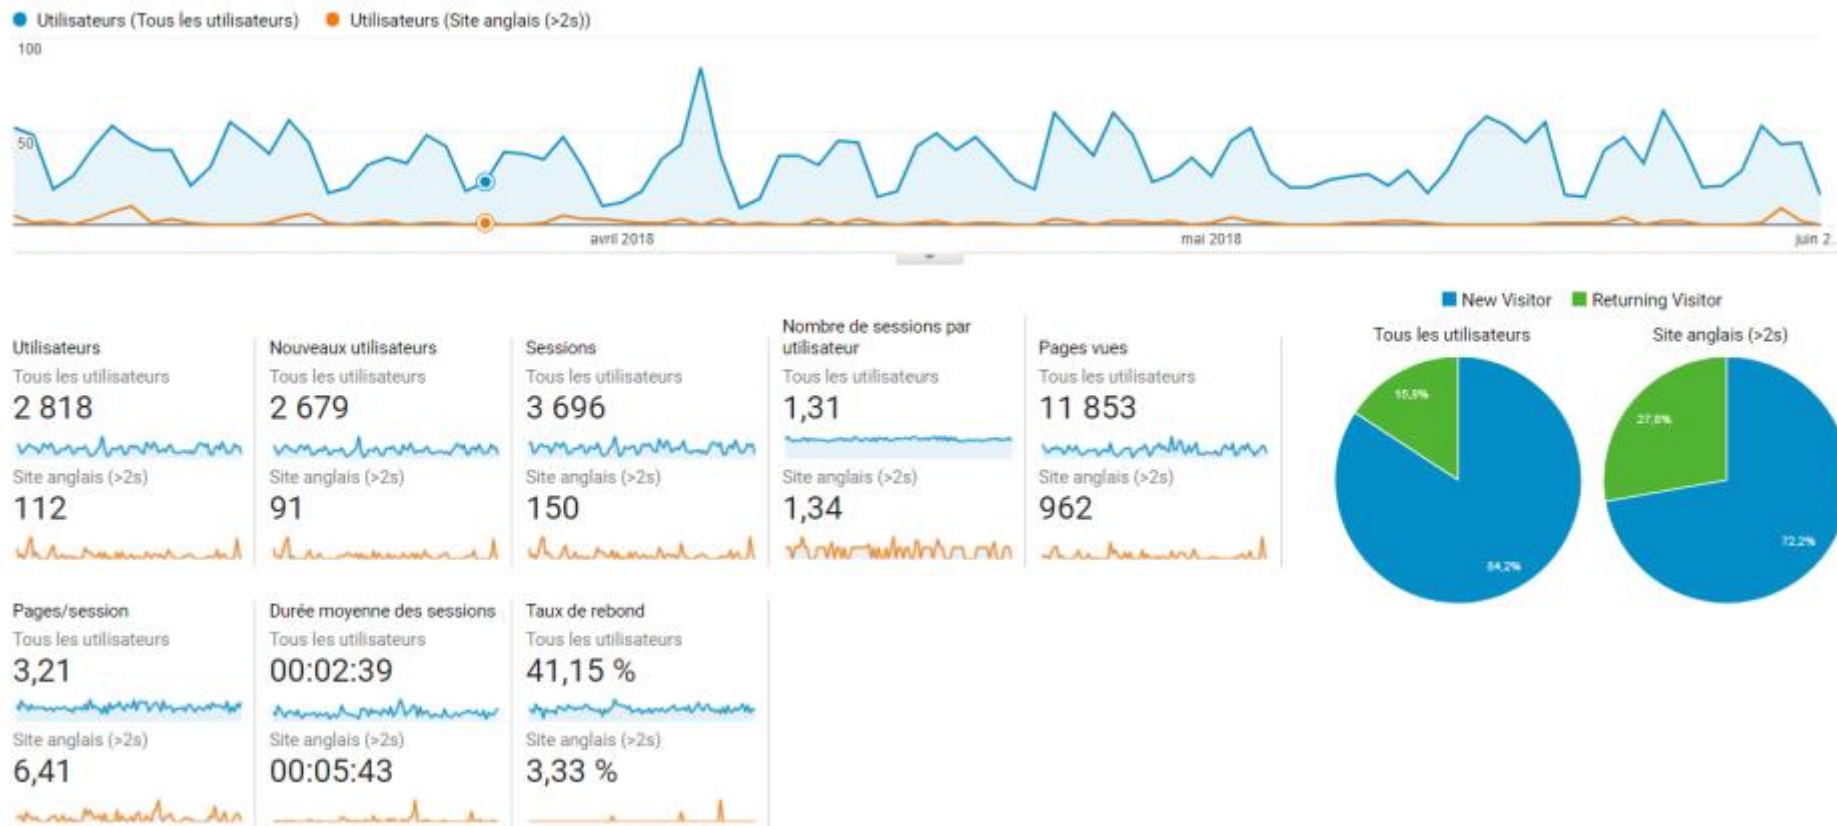 Utilisateurs (Tous les utilisateurs) Utilisateurs (Site anglais (>2s))
100
50
avril 2018 mai 2018 juin 2...
New Visitor Returning Visitor
Tous les utilisateurs Site anglais (>2s)
15,8% 27,8%
84,2% 72,2%
Utilisateurs
Tous les utilisateurs
2 818
Site anglais (>2s)
112
Nouveaux utilisateurs
Tous les utilisateurs
2 679
Site anglais (>2s)
91
Sessions
Tous les utilisateurs
3 696
Site anglais (>2s)
150
Nombre de sessions par
utilisateur
Tous les utilisateurs
1,31
Site anglais (>2s)
1,34
Pages vues
Tous les utilisateurs
11 853
Site anglais (>2s)
962
Pages/session
Tous les utilisateurs
3,21
Site anglais (>2s)
6,41
Durée moyenne des sessions
Tous les utilisateurs
00:02:39
Site anglais (>2s)
00:05:43
Taux de rebond
Tous les utilisateurs
41,15 %
Site anglais (>2s)
3,33 %